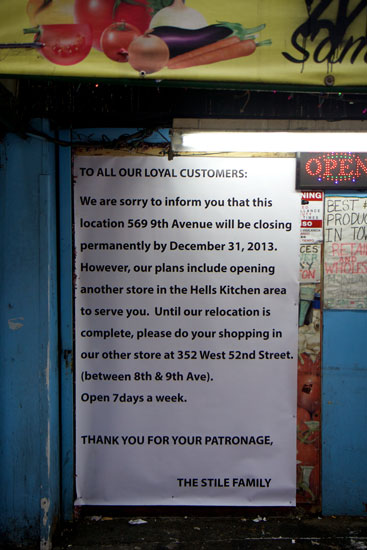 Sam
TO ALL OUR LOYAL CUSTOMERS:
We are sorry to inform you that this
location 569 9th Avenue will be closing
permanently by December 31, 2013.
However, our plans include opening
another store in the Hells Kitchen area
to serve you. Until our relocation is
complete, please do your shopping in
our other store at 352 West 52nd Street.
(between 8th & 9th Ave).
Open 7days a week.
THANK YOU FOR YOUR PATRONAGE,
THE STILE FAMILY
OPEN
BEST #
PRODUC
IN TOW
RETAI
WHOLES